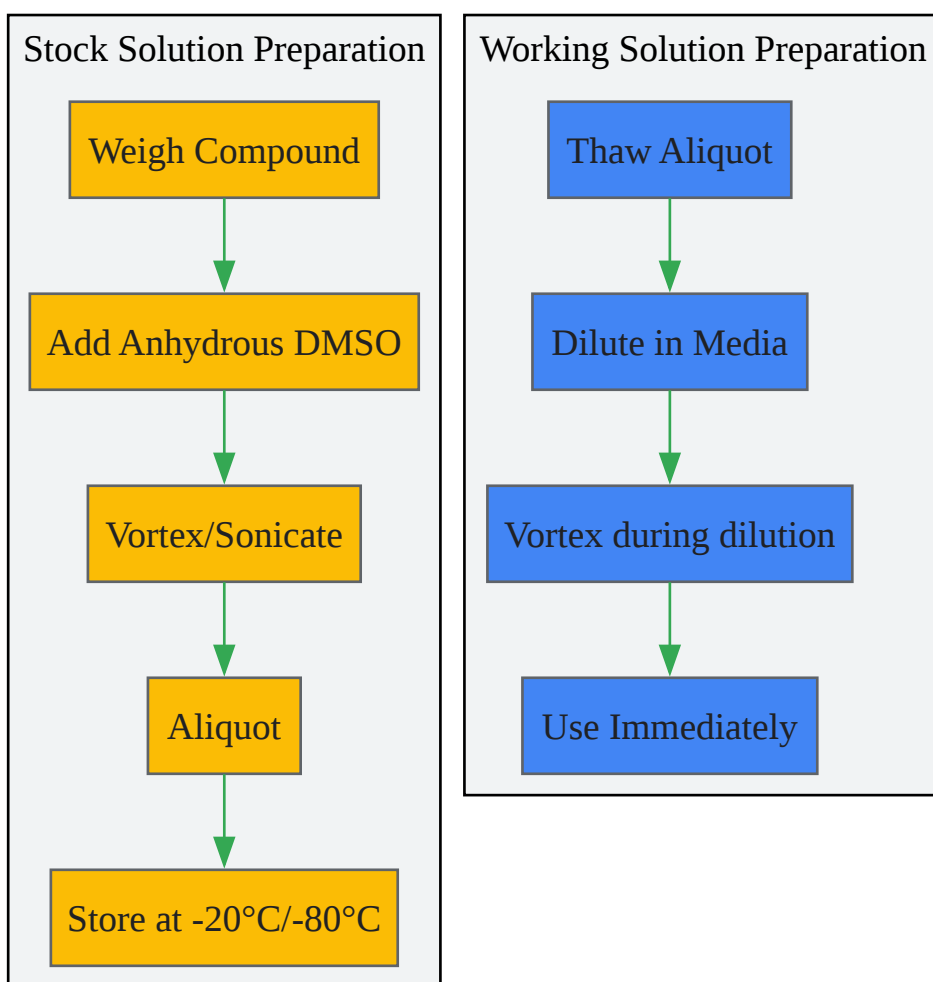 Stock Solution Preparation
Weigh Compound
Add Anhydrous DMSO
Vortex/Sonicate
Aliquot
Store at -20°C/-80°C
Working Solution Preparation
Thaw Aliquot
Dilute in Media
Vortex during dilution
Use Immediately